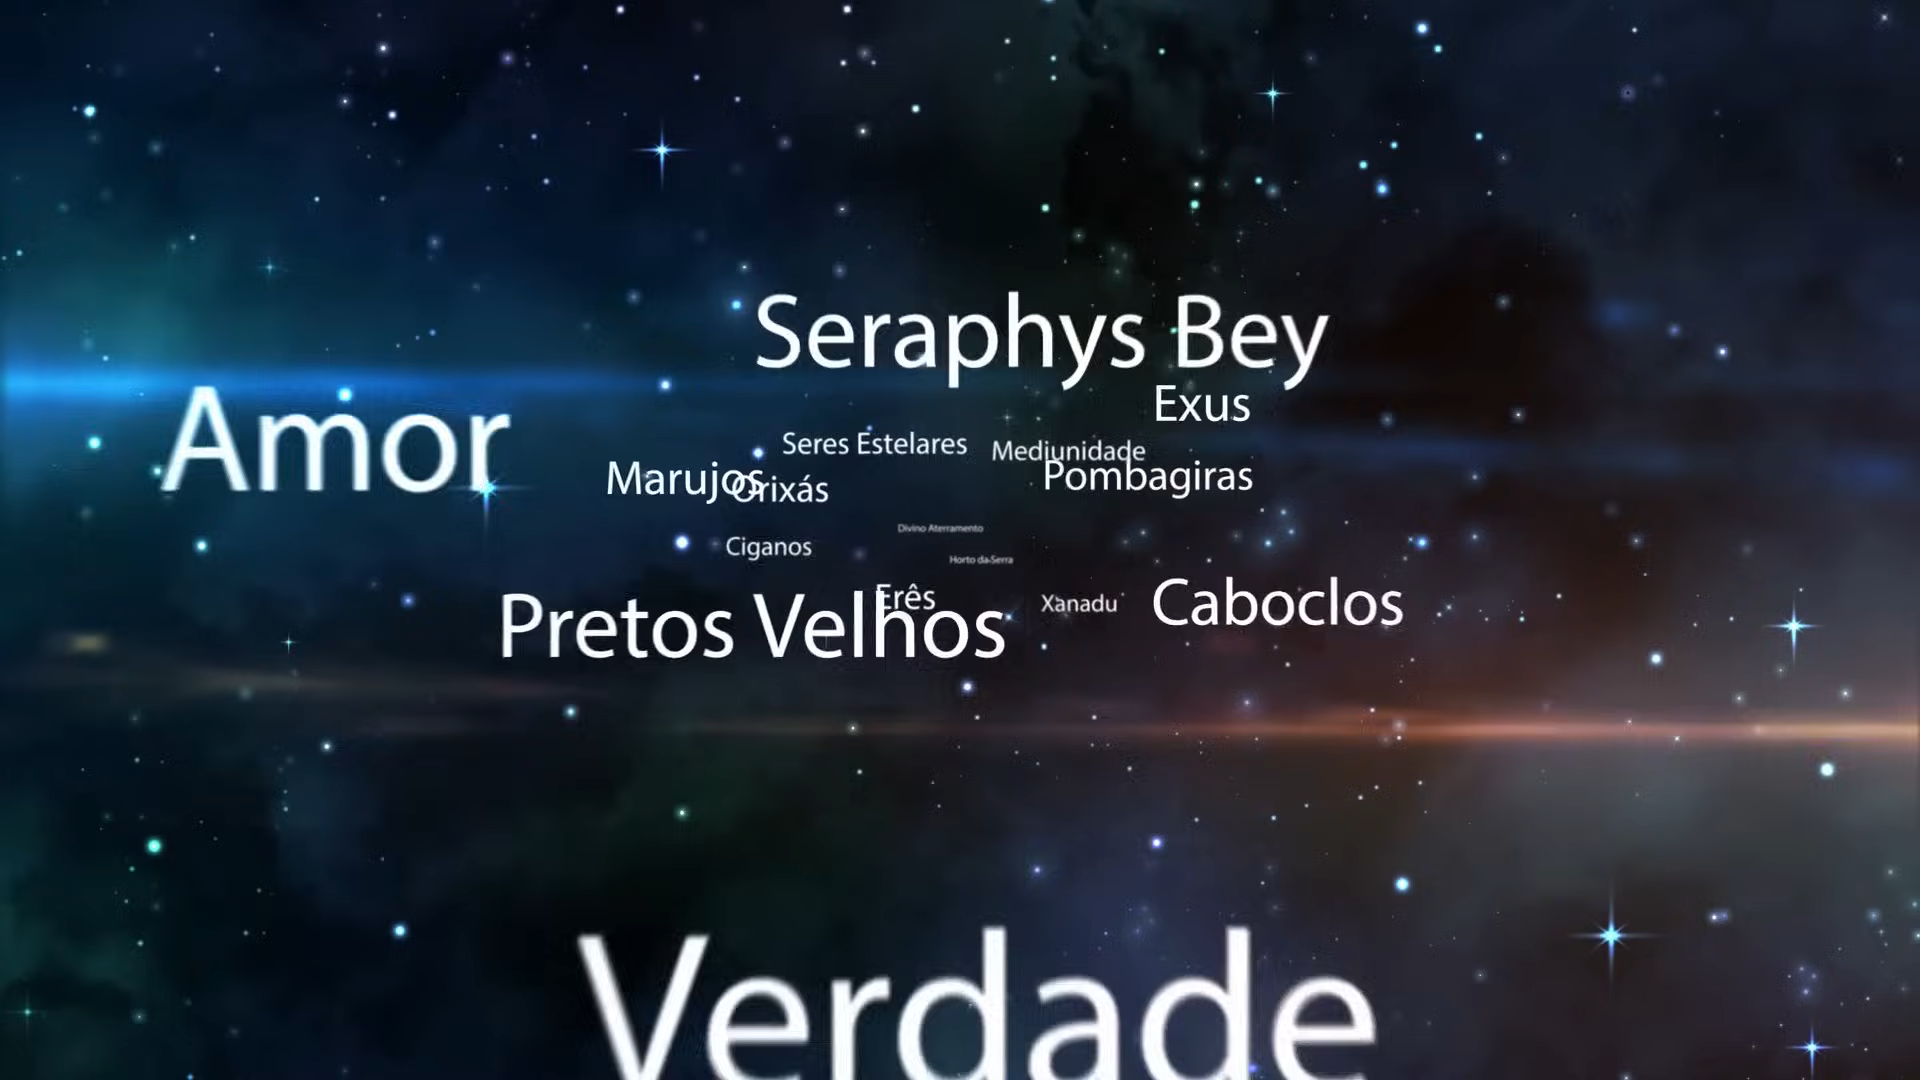 Seraphys Bey
Exus
Amor
Seres Estelares
Mediunidade
Marujos
Orixás
Pombagiras
Divino Aterramento
Ciganos
Horto da Serra
Erês
Xanadu
Caboclos
Pretos Velhos
Verdade